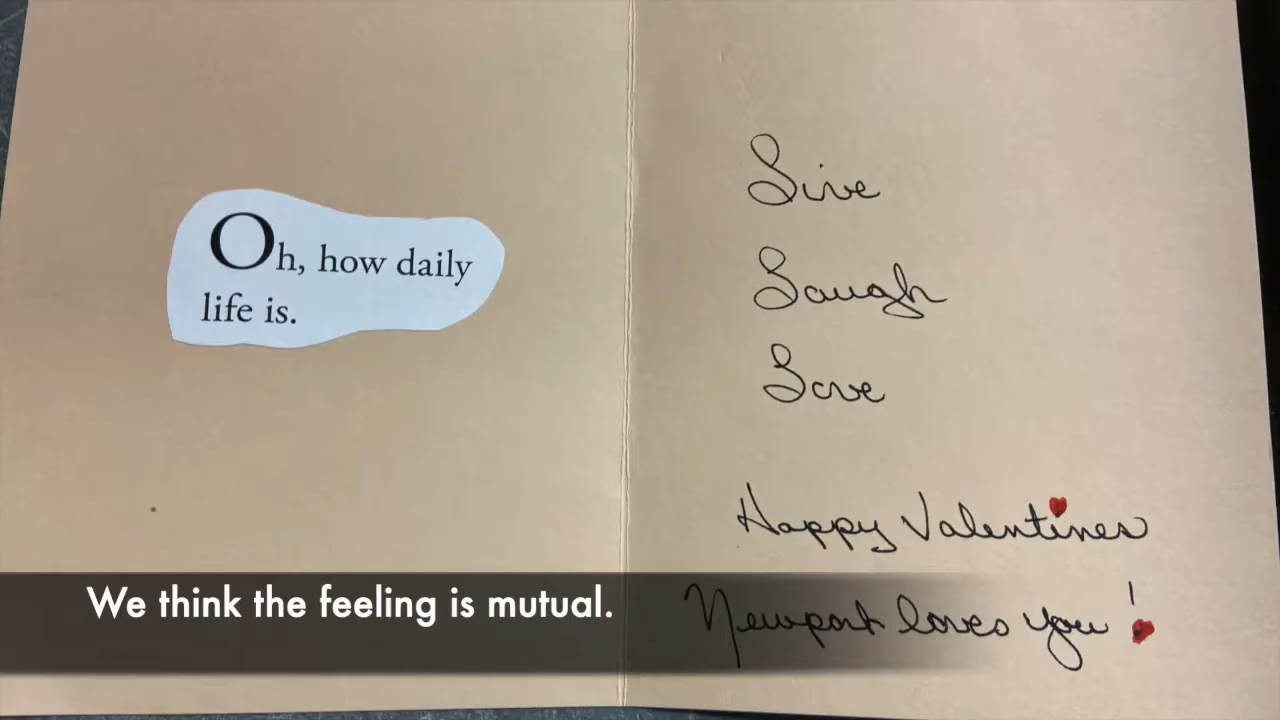 Oh, how daily
life is.
Live
Laugh
Love
Happy Valentines
Newport loves you!
We think the feeling is mutual.